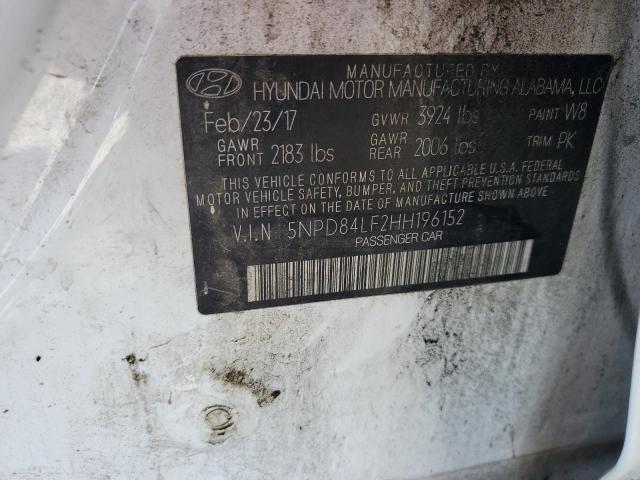 MANUFACTURED BY
HYUNDAI MOTOR MANUFACTURING ALABAMA, LLC
Feb/23/17 GVWR 3924 lbs PAINT W8
GAWR FRONT 2183 lbs GAWR REAR 2006 lbs TRIM PK
THIS VEHICLE CONFORMS TO ALL APPLICABLE U.S.A. FEDERAL
MOTOR VEHICLE SAFETY, BUMPER, AND THEFT PREVENTION STANDARDS
IN EFFECT ON THE DATE OF MANUFACTURE SHOWN ABOVE.
V.I.N 5NPD84LF2HH196152
PASSENGER CAR